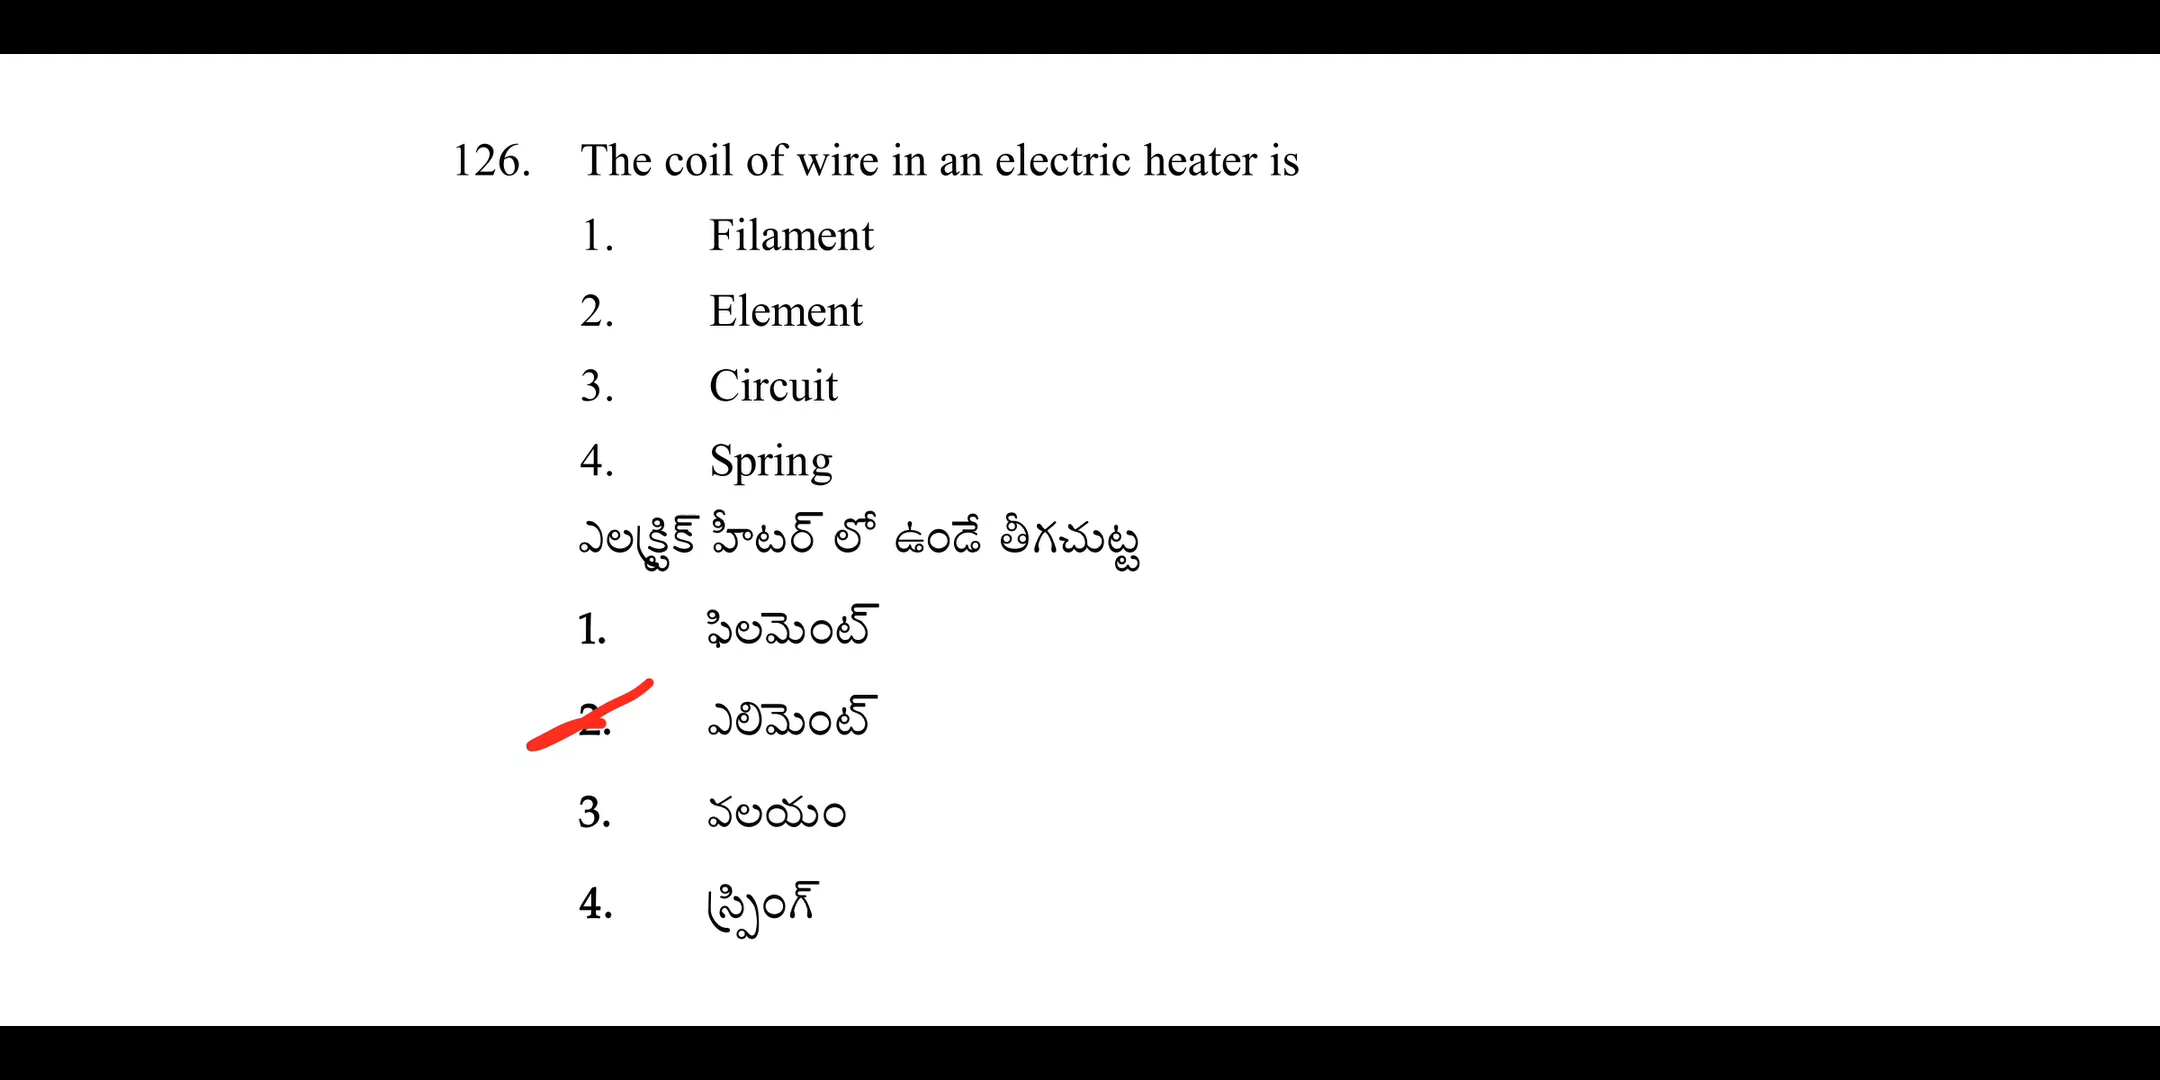 126. The coil of wire in an electric heater is
1. Filament
2. Element
3. Circuit
4. Spring
ఎలక్ట్రిక్ హీటర్ లో ఉండే తీగచుట్ట
1. ఫిలమెంట్
2. ఎలిమెంట్
3. వలయం
4. స్ప్రింగ్